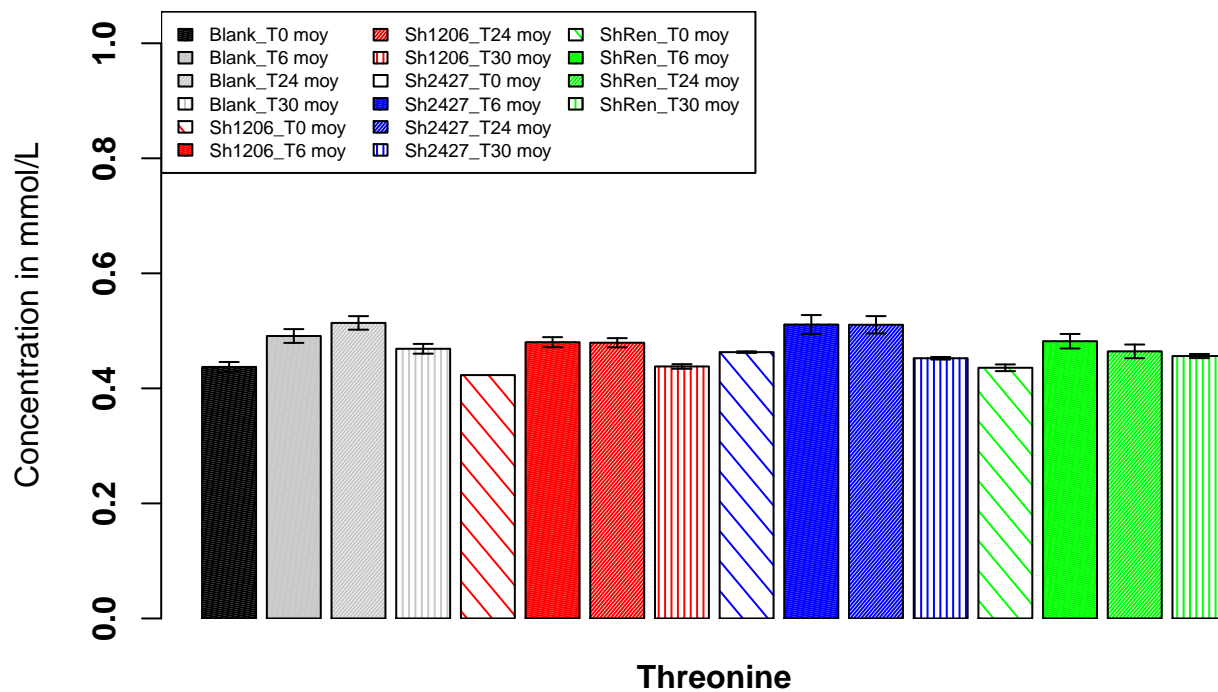 Concentration in mmol/L
1.0
0.8
0.6
0.4
0.2
0.0
Blank_T0 moy
Blank_T6 moy
Blank_T24 moy
Blank_T30 moy
Sh1206_T0 moy
Sh1206_T6 moy
Sh1206_T24 moy
Sh1206_T30 moy
Sh2427_T0 moy
Sh2427_T6 moy
Sh2427_T24 moy
Sh2427_T30 moy
ShRen_T0 moy
ShRen_T6 moy
ShRen_T24 moy
ShRen_T30 moy
Threonine